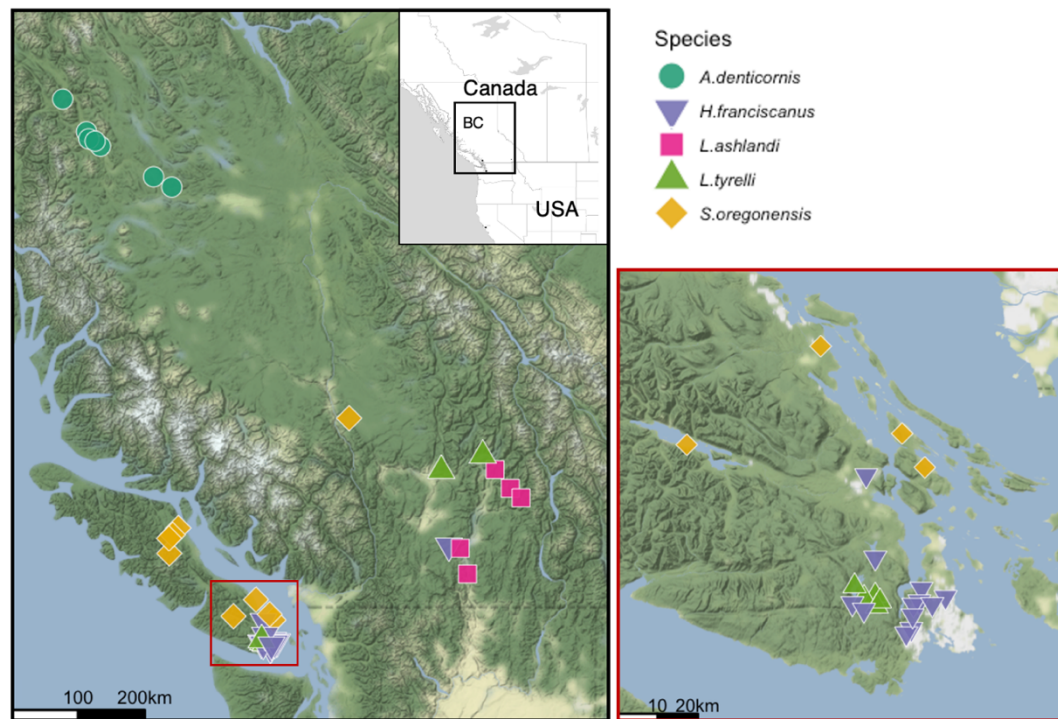 Canada
BC
USA
100 200km
Species
A.denticornis
H.franciscanus
L.ashlandi
L.tyrelli
S.oregonensis
10 20km